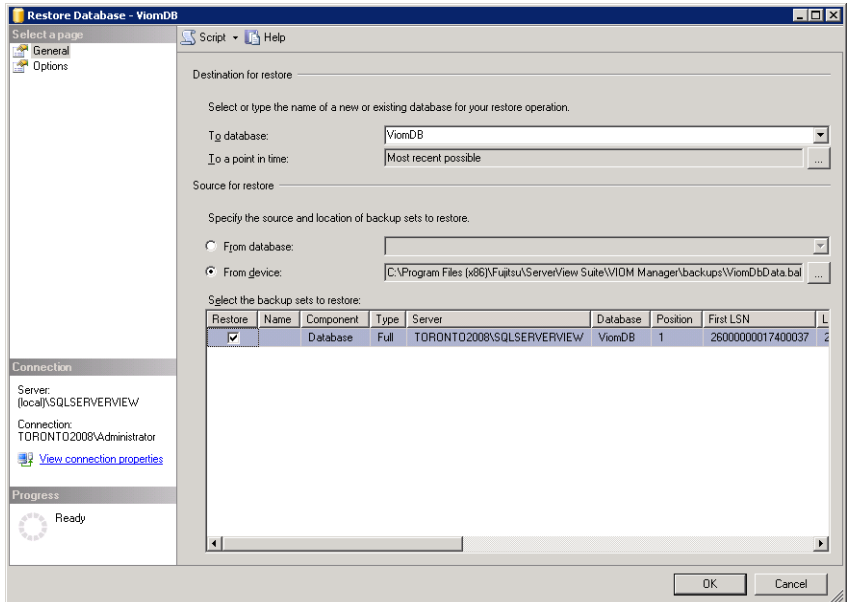 Restore Database - ViomDB
Select a page
General
Options
Script Help
Destination for restore
Select or type the name of a new or existing database for your restore operation.
To database: ViomDB
To a point in time: Most recent possible ...
Source for restore
Specify the source and location of backup sets to restore.
From database:
From device: C:\Program Files (x86)\Fujitsu\ServerView Suite\VIOM Manager\backups\ViomDbData.bal ...
Select the backup sets to restore:
Restore Name Component Type Server Database Position First LSN L
Database Full TORONTO2008\SQLSERVERVIEW ViomDB 1 26000000017400037 2
Connection
Server:
(local)\SQLSERVERVIEW
Connection:
TORONTO2008\Administrator
View connection properties
Progress
Ready
OK Cancel